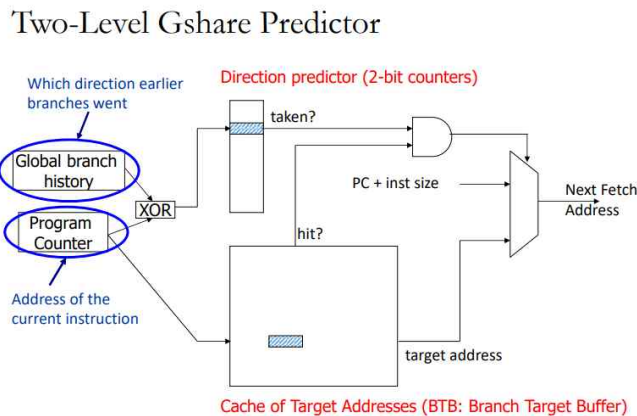 Two-Level Gshare Predictor
Which direction earlier
branches went
Direction predictor (2-bit counters)
taken?
Global branch
history
XOR
PC + inst size
Next Fetch
Address
Program
Counter
hit?
Address of the
current instruction
target address
Cache of Target Addresses (BTB: Branch Target Buffer)